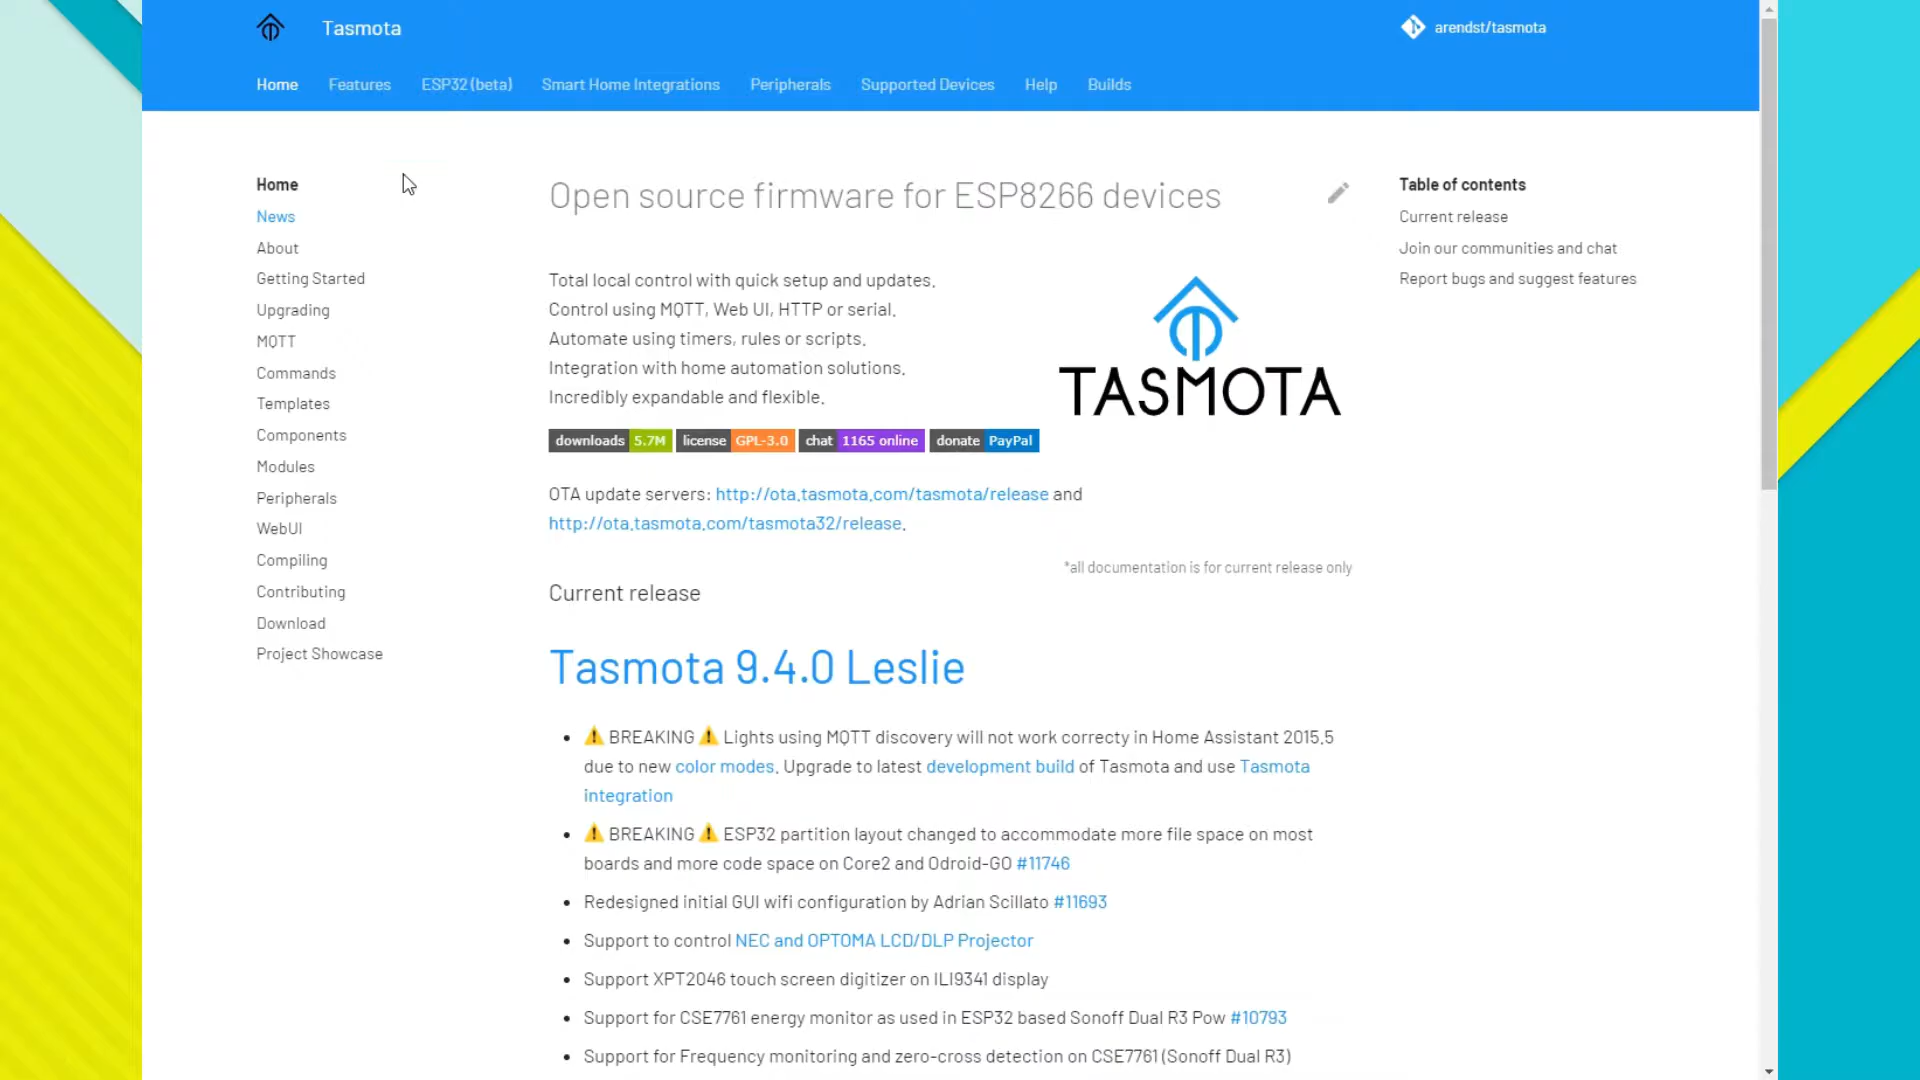 Tasmota
arendst/tasmota
Home Features ESP32 (beta) Smart Home Integrations Peripherals Supported Devices Help Builds
Home
News
About
Getting Started
Upgrading
MQTT
Commands
Templates
Components
Modules
Peripherals
WebUI
Compiling
Contributing
Download
Project Showcase
Open source firmware for ESP8266 devices
Total local control with quick setup and updates.
Control using MQTT, Web UI, HTTP or serial.
Automate using timers, rules or scripts.
Integration with home automation solutions.
Incredibly expandable and flexible.
TASMOTA
downloads 5.7M license GPL-3.0 chat 1165 online donate PayPal
OTA update servers: http://ota.tasmota.com/tasmota/release and
http://ota.tasmota.com/tasmota32/release.
*all documentation is for current release only
Current release
Tasmota 9.4.0 Leslie
• ⚠ BREAKING ⚠ Lights using MQTT discovery will not work correcty in Home Assistant 2015.5
due to new color modes. Upgrade to latest development build of Tasmota and use Tasmota
integration
• ⚠ BREAKING ⚠ ESP32 partition layout changed to accommodate more file space on most
boards and more code space on Core2 and Odroid-GO #11746
• Redesigned initial GUI wifi configuration by Adrian Scillato #11693
• Support to control NEC and OPTOMA LCD/DLP Projector
• Support XPT2046 touch screen digitizer on ILI9341 display
• Support for CSE7761 energy monitor as used in ESP32 based Sonoff Dual R3 Pow #10793
• Support for Frequency monitoring and zero-cross detection on CSE7761 (Sonoff Dual R3)
Table of contents
Current release
Join our communities and chat
Report bugs and suggest features